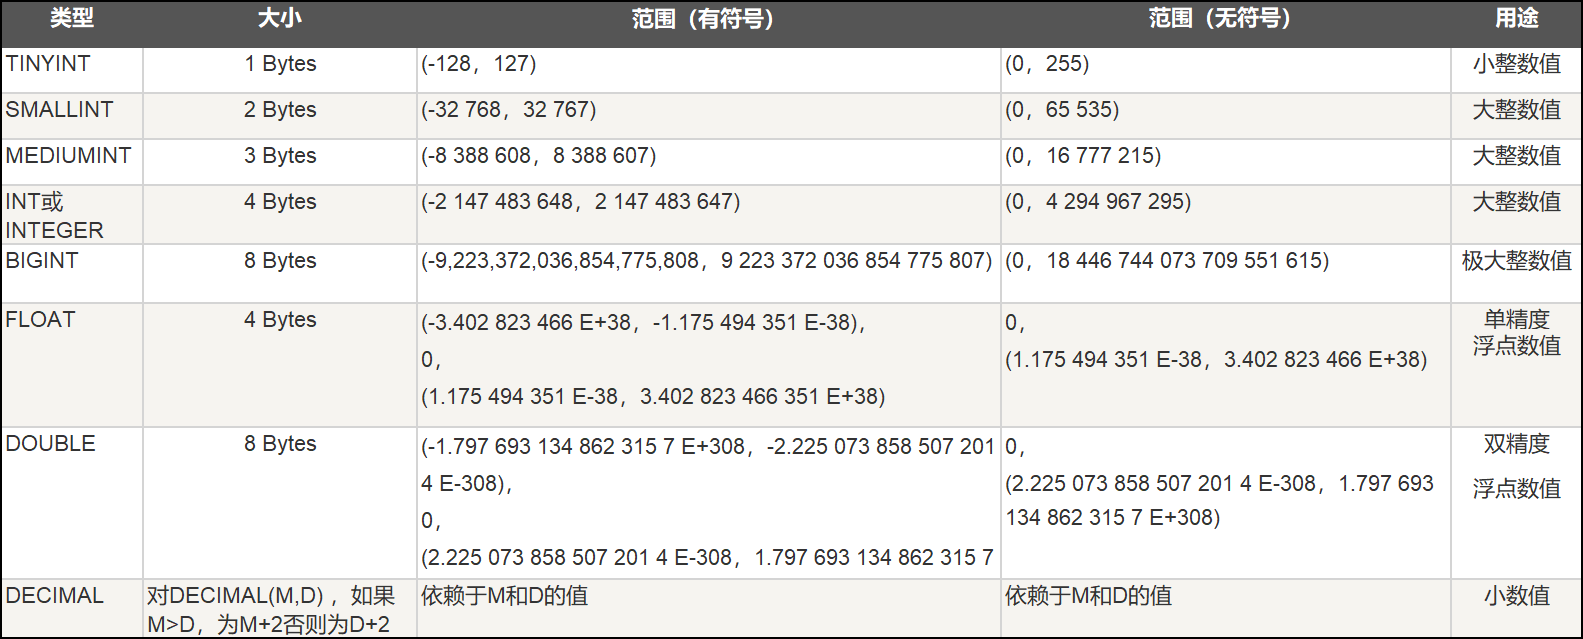 类型 大小 范围（有符号） 范围（无符号） 用途
TINYINT 1 Bytes (-128，127) (0，255) 小整数值
SMALLINT 2 Bytes (-32 768，32 767) (0，65 535) 大整数值
MEDIUMINT 3 Bytes (-8 388 608，8 388 607) (0，16 777 215) 大整数值
INT或 4 Bytes (-2 147 483 648，2 147 483 647) (0，4 294 967 295) 大整数值
INTEGER
BIGINT 8 Bytes (-9,223,372,036,854,775,808，9 223 372 036 854 775 807) (0，18 446 744 073 709 551 615) 极大整数值
FLOAT 4 Bytes (-3.402 823 466 E+38，-1.175 494 351 E-38)， 0， 单精度
0， (1.175 494 351 E-38，3.402 823 466 E+38) 浮点数值
(1.175 494 351 E-38，3.402 823 466 351 E+38)
DOUBLE 8 Bytes (-1.797 693 134 862 315 7 E+308，-2.225 073 858 507 201 0， 双精度
4 E-308)， (2.225 073 858 507 201 4 E-308，1.797 693 浮点数值
0， 134 862 315 7 E+308)
(2.225 073 858 507 201 4 E-308，1.797 693 134 862 315 7
DECIMAL 对DECIMAL(M,D) ，如果 依赖于M和D的值 依赖于M和D的值 小数值
M>D，为M+2否则为D+2